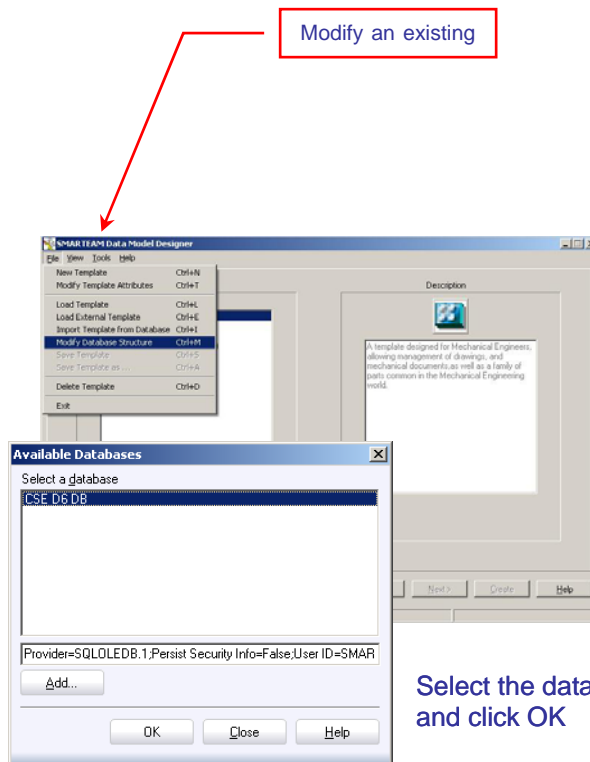 Modify an existing
SMARTEAM Data Model Designer
File View Tools Help
New Template Ctrl+N
Modify Template Attributes Ctrl+T
Load Template Ctrl+L
Load External Template Ctrl+E
Import Template from Database Ctrl+I
Modify Database Structure Ctrl+M
Save Template Ctrl+S
Save Template as ... Ctrl+A
Delete Template Ctrl+D
Exit
Description
A template designed for Mechanical Engineers,
allowing management of drawings, and
mechanical documents,as well as a family of
parts common in the Mechanical Engineering
world.
Next > Create Help
Available Databases
Select a database
CSE D6 DB
Provider=SQLOLEDB.1;Persist Security Info=False;User ID=SMAR
Add...
OK Close Help
Select the data
and click OK